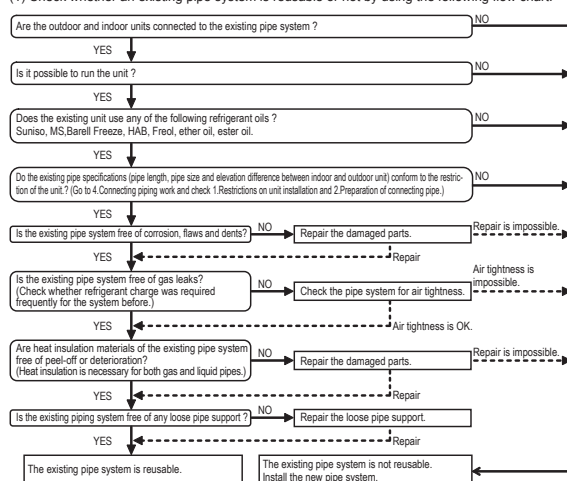 (1) Check whether an existing pipe system is reusable or not by using the following flow chart.
Are the outdoor and indoor units connected to the existing pipe system ?
NO
YES
Is it possible to run the unit ?
NO
YES
Does the existing unit use any of the following refrigerant oils ?
Suniso, MS,Barell Freeze, HAB, Freol, ether oil, ester oil.
NO
YES
Do the existing pipe specifications (pipe length, pipe size and elevation difference between indoor and outdoor unit) conform to the restric-
tion of the unit.? (Go to 4.Connecting piping work and check 1.Restrictions on unit installation and 2.Preparation of connecting pipe.)
NO
YES
Is the existing pipe system free of corrosion, flaws and dents?
NO
Repair the damaged parts.
Repair is impossible.
YES
Repair
Is the existing pipe system free of gas leaks?
(Check whether refrigerant charge was required
frequently for the system before.)
NO
Check the pipe system for air tightness.
Air tightness is
impossible.
YES
Air tightness is OK.
Are heat insulation materials of the existing pipe system
free of peel-off or deterioration?
(Heat insulation is necessary for both gas and liquid pipes.)
NO
Repair the damaged parts.
Repair is impossible.
YES
Repair
Is the existing piping system free of any loose pipe support ?
NO
Repair the loose pipe support.
YES
Repair
The existing pipe system is reusable.
The existing pipe system is not reusable.
Install the new pipe system.